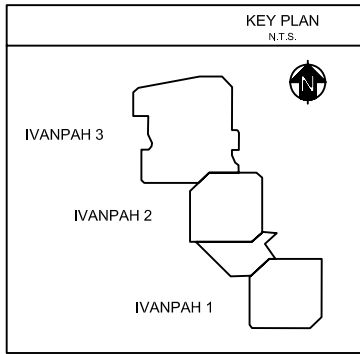 KEY PLAN
N.T.S.
N
IVANPAH 3
IVANPAH 2
IVANPAH 1